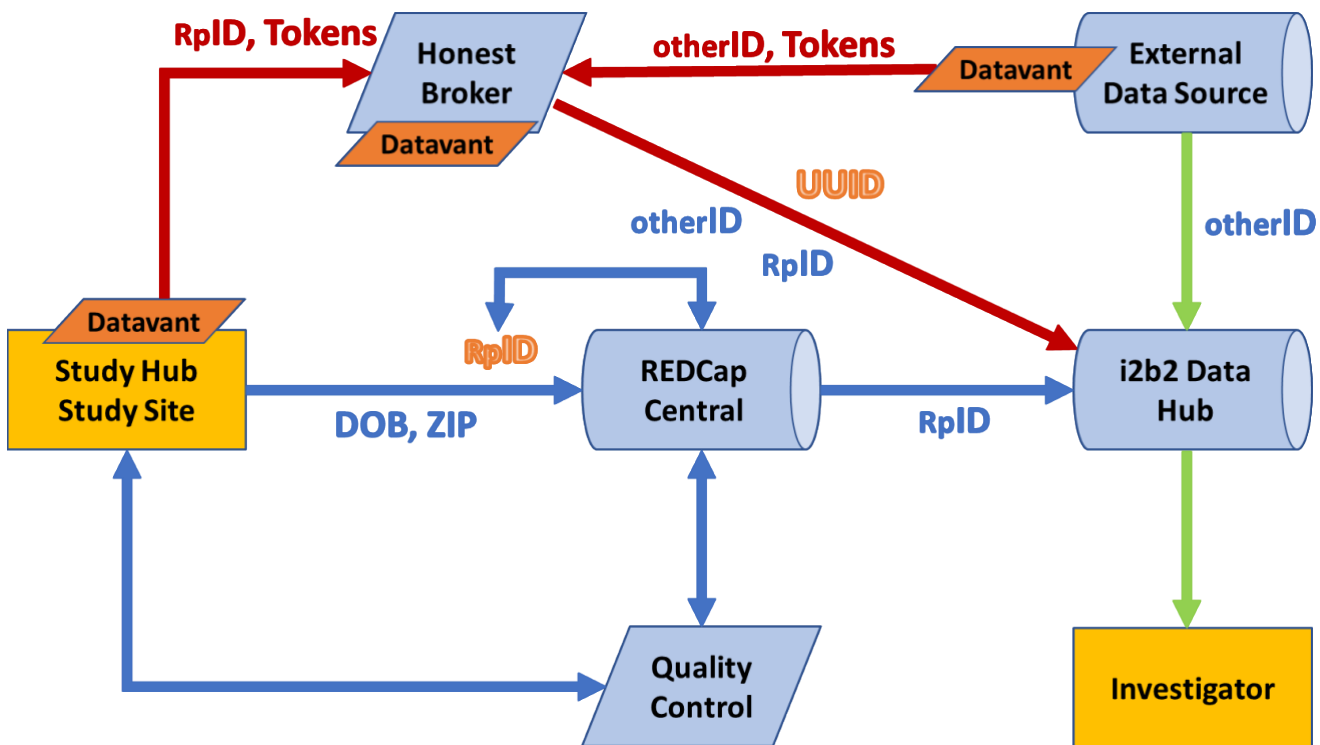 RpID, Tokens
Honest
Broker
Datavant
otherID, Tokens
Datavant
External
Data Source
UUID
otherID
RpID
otherID
Datavant
Study Hub
Study Site
RpID
DOB, ZIP
REDCap
Central
RpID
i2b2 Data
Hub
Quality
Control
Investigator